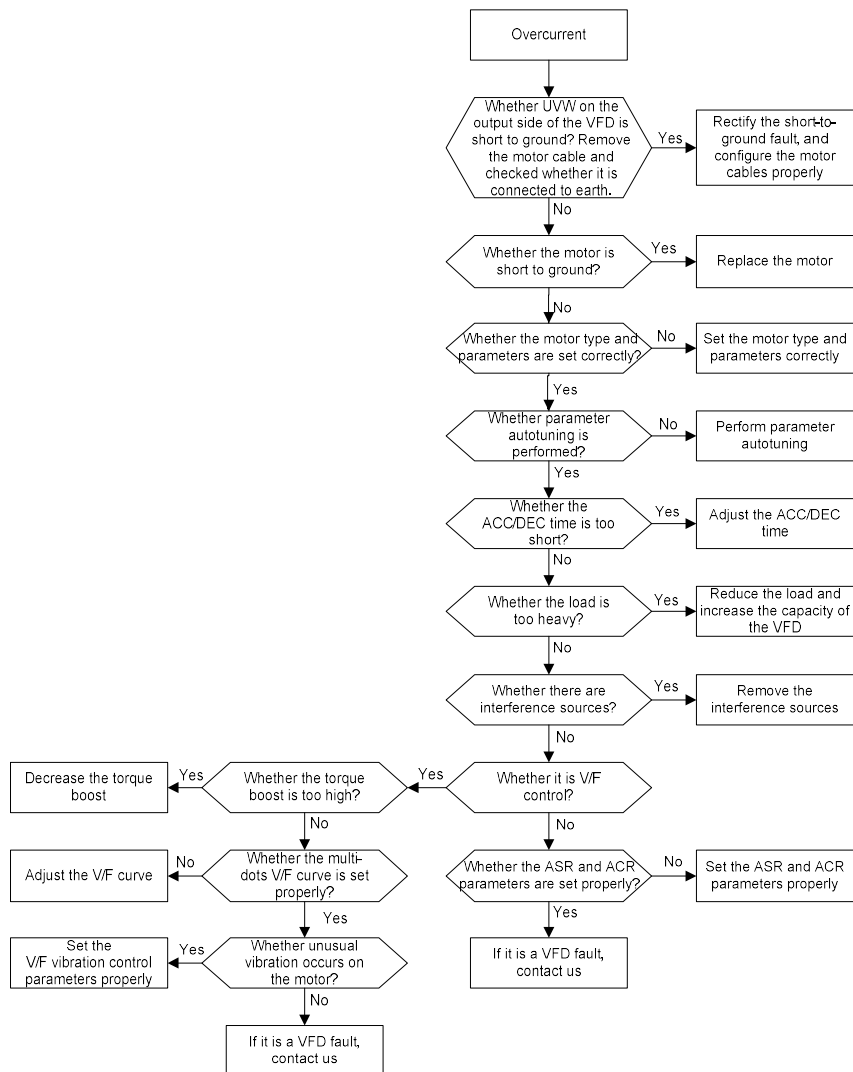 Overcurrent
Whether UVW on the
output side of the VFD is
short to ground? Remove
the motor cable and
checked whether it is
connected to earth.
Yes
Rectify the short-to-
ground fault, and
configure the motor
cables properly
No
Whether the motor is
short to ground?
Yes
Replace the motor
No
Whether the motor type and
parameters are set correctly?
No
Set the motor type and
parameters correctly
Yes
Whether parameter
autotuning is
performed?
No
Perform parameter
autotuning
Yes
Whether the
ACC/DEC time is too
short?
Yes
Adjust the ACC/DEC
time
No
Whether the load is
too heavy?
Yes
Reduce the load and
increase the capacity of
the VFD
No
Whether there are
interference sources?
Yes
Remove the
interference sources
No
Whether it is V/F
control?
Yes
Whether the torque
boost is too high?
Yes
Decrease the torque
boost
No
Whether the multi-
dots V/F curve is set
properly?
No
Adjust the V/F curve
Yes
Whether unusual
vibration occurs on
the motor?
Yes
Set the
V/F vibration control
parameters properly
No
If it is a VFD fault,
contact us
No
Whether the ASR and ACR
parameters are set properly?
No
Set the ASR and ACR
parameters properly
Yes
If it is a VFD fault,
contact us